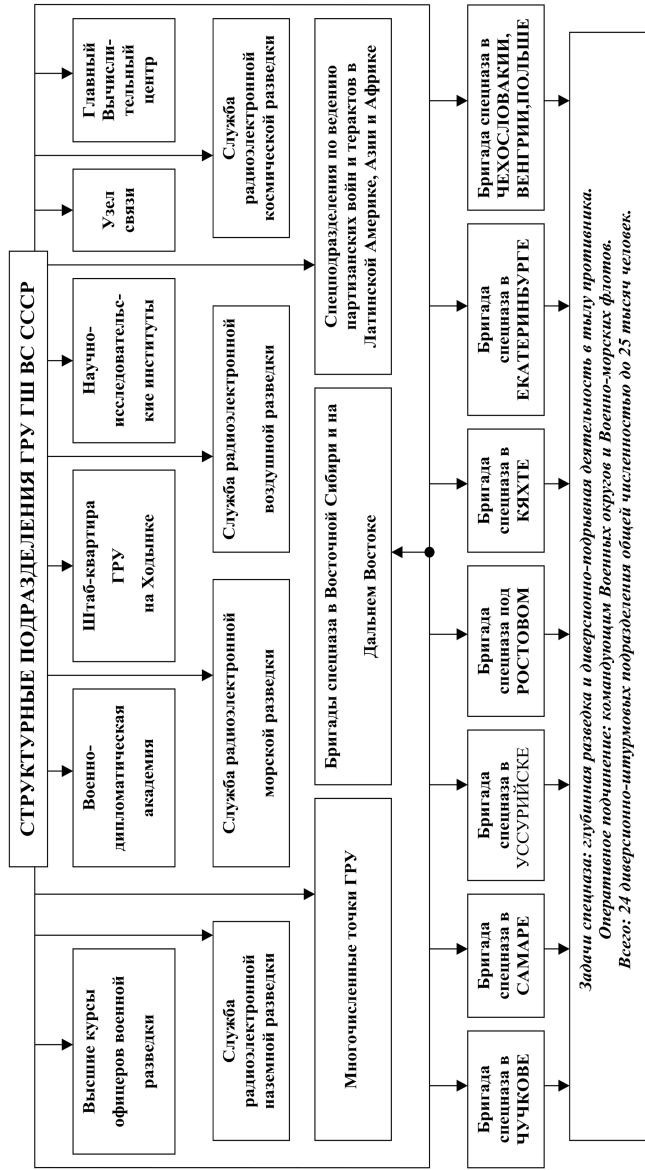 СТРУКТУРНЫЕ ПОДРАЗДЕЛЕНИЯ ГРУ ГШ ВС СССР
Высшие курсы
офицеров военной
разведки
Военно-
дипломатическая
академия
Штаб-квартира
ГРУ
на Ходынке
Научно-
исследовательс-
кие институты
Узел
связи
Главный
Вычисли-
тельный
центр
Служба
радиоэлектронной
наземной разведки
Служба радиоэлектронной
морской разведки
Служба радиоэлектронной
воздушной разведки
Служба
радиоэлектронной
космической разведки
Многочисленные точки ГРУ
Бригады спецназа в Восточной Сибири и на
Дальнем Востоке
Спецподразделения по ведению
партизанских войн и терактов в
Латинской Америке, Азии и Африке
Бригада
спецназа в
ЧУЧКОВЕ
Бригада
спецназа в
САМАРЕ
Бригада
спецназа в
УССУРИЙСКЕ
Бригада
спецназа под
РОСТОВОМ
Бригада
спецназа в
КЯХТЕ
Бригада
спецназа в
ЕКАТЕРИНБУРГЕ
Бригада спецназа в
ЧЕХОСЛОВАКИИ,
ВЕНГРИИ,ПОЛЬШЕ
Задачи спецназа: глубинная разведка и диверсионно-подрывная деятельность в тылу противника.
Оперативное подчинение: командующим Военных округов и Военно-морских флотов.
Всего: 24 диверсионно-штурмовых подразделения общей численностью до 25 тысяч человек.